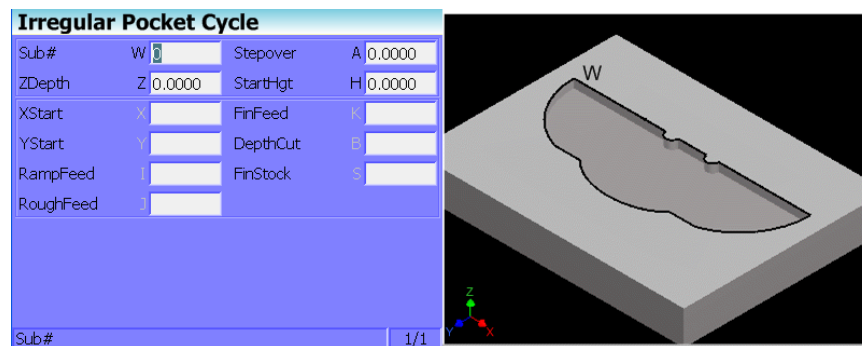 Irregular Pocket Cycle
Sub# W 0 Stepover A 0.0000
ZDepth Z 0.0000 StartHgt H 0.0000
XStart X FinFeed K
YStart Y DepthCut B
RampFeed I FinStock S
RoughFeed J
Sub# 1/1
W
Z
Y X